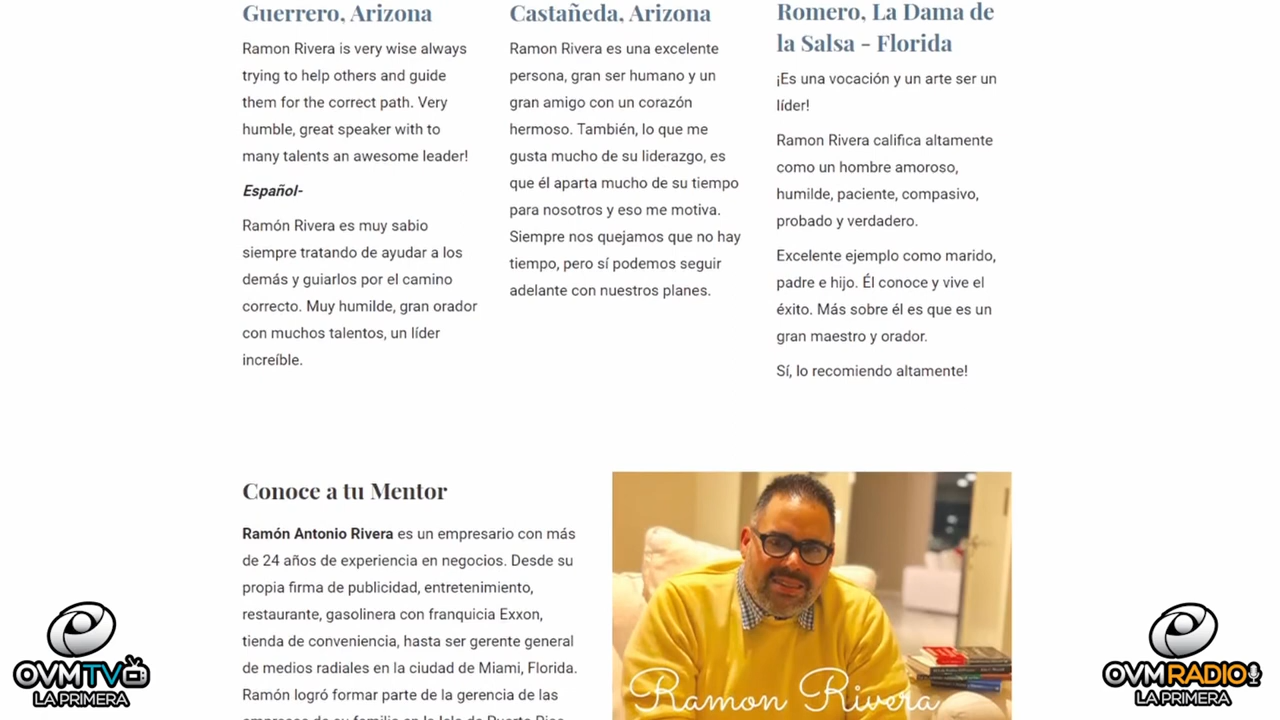 Guerrero, Arizona
Ramon Rivera is very wise always
trying to help others and guide
them for the correct path. Very
humble, great speaker with to
many talents an awesome leader!
Español-
Ramón Rivera es muy sabio
siempre tratando de ayudar a los
demás y guiarlos por el camino
correcto. Muy humilde, gran orador
con muchos talentos, un líder
increíble.
Castañeda, Arizona
Ramon Rivera es una excelente
persona, gran ser humano y un
gran amigo con un corazón
hermoso. También, lo que me
gusta mucho de su liderazgo, es
que él aparta mucho de su tiempo
para nosotros y eso me motiva.
Siempre nos quejamos que no hay
tiempo, pero sí podemos seguir
adelante con nuestros planes.
Romero, La Dama de
la Salsa - Florida
¡Es una vocación y un arte ser un
líder!
Ramon Rivera califica altamente
como un hombre amoroso,
humilde, paciente, compasivo,
probado y verdadero.
Excelente ejemplo como marido,
padre e hijo. Él conoce y vive el
éxito. Más sobre él es que es un
gran maestro y orador.
Sí, lo recomiendo altamente!
Conoce a tu Mentor
Ramón Antonio Rivera es un empresario con más
de 24 años de experiencia en negocios. Desde su
propia firma de publicidad, entretenimiento,
restaurante, gasolinera con franquicia Exxon,
tienda de conveniencia, hasta ser gerente general
de medios radiales en la ciudad de Miami, Florida.
Ramón logró formar parte de la gerencia de las
Ramon Rivera
OVMTV
LA PRIMERA
OVMRADIO
LA PRIMERA